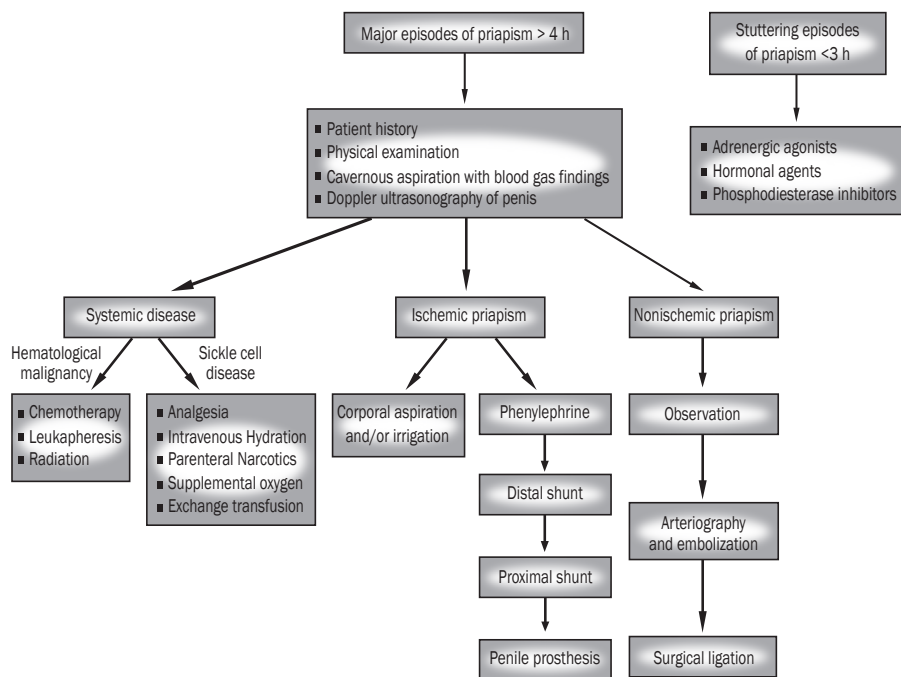 Major episodes of priapism > 4 h
Stuttering episodes
of priapism <3 h
■ Patient history
■ Physical examination
■ Cavernous aspiration with blood gas findings
■ Doppler ultrasonography of penis
■ Adrenergic agonists
■ Hormonal agents
■ Phosphodiesterase inhibitors
Systemic disease
Ischemic priapism
Nonischemic priapism
Hematological
malignancy
Sickle cell
disease
■ Chemotherapy
■ Leukapheresis
■ Radiation
■ Analgesia
■ Intravenous Hydration
■ Parenteral Narcotics
■ Supplemental oxygen
■ Exchange transfusion
Corporal aspiration
and/or irrigation
Phenylephrine
Observation
Distal shunt
Arteriography
and embolization
Proximal shunt
Penile prosthesis
Surgical ligation